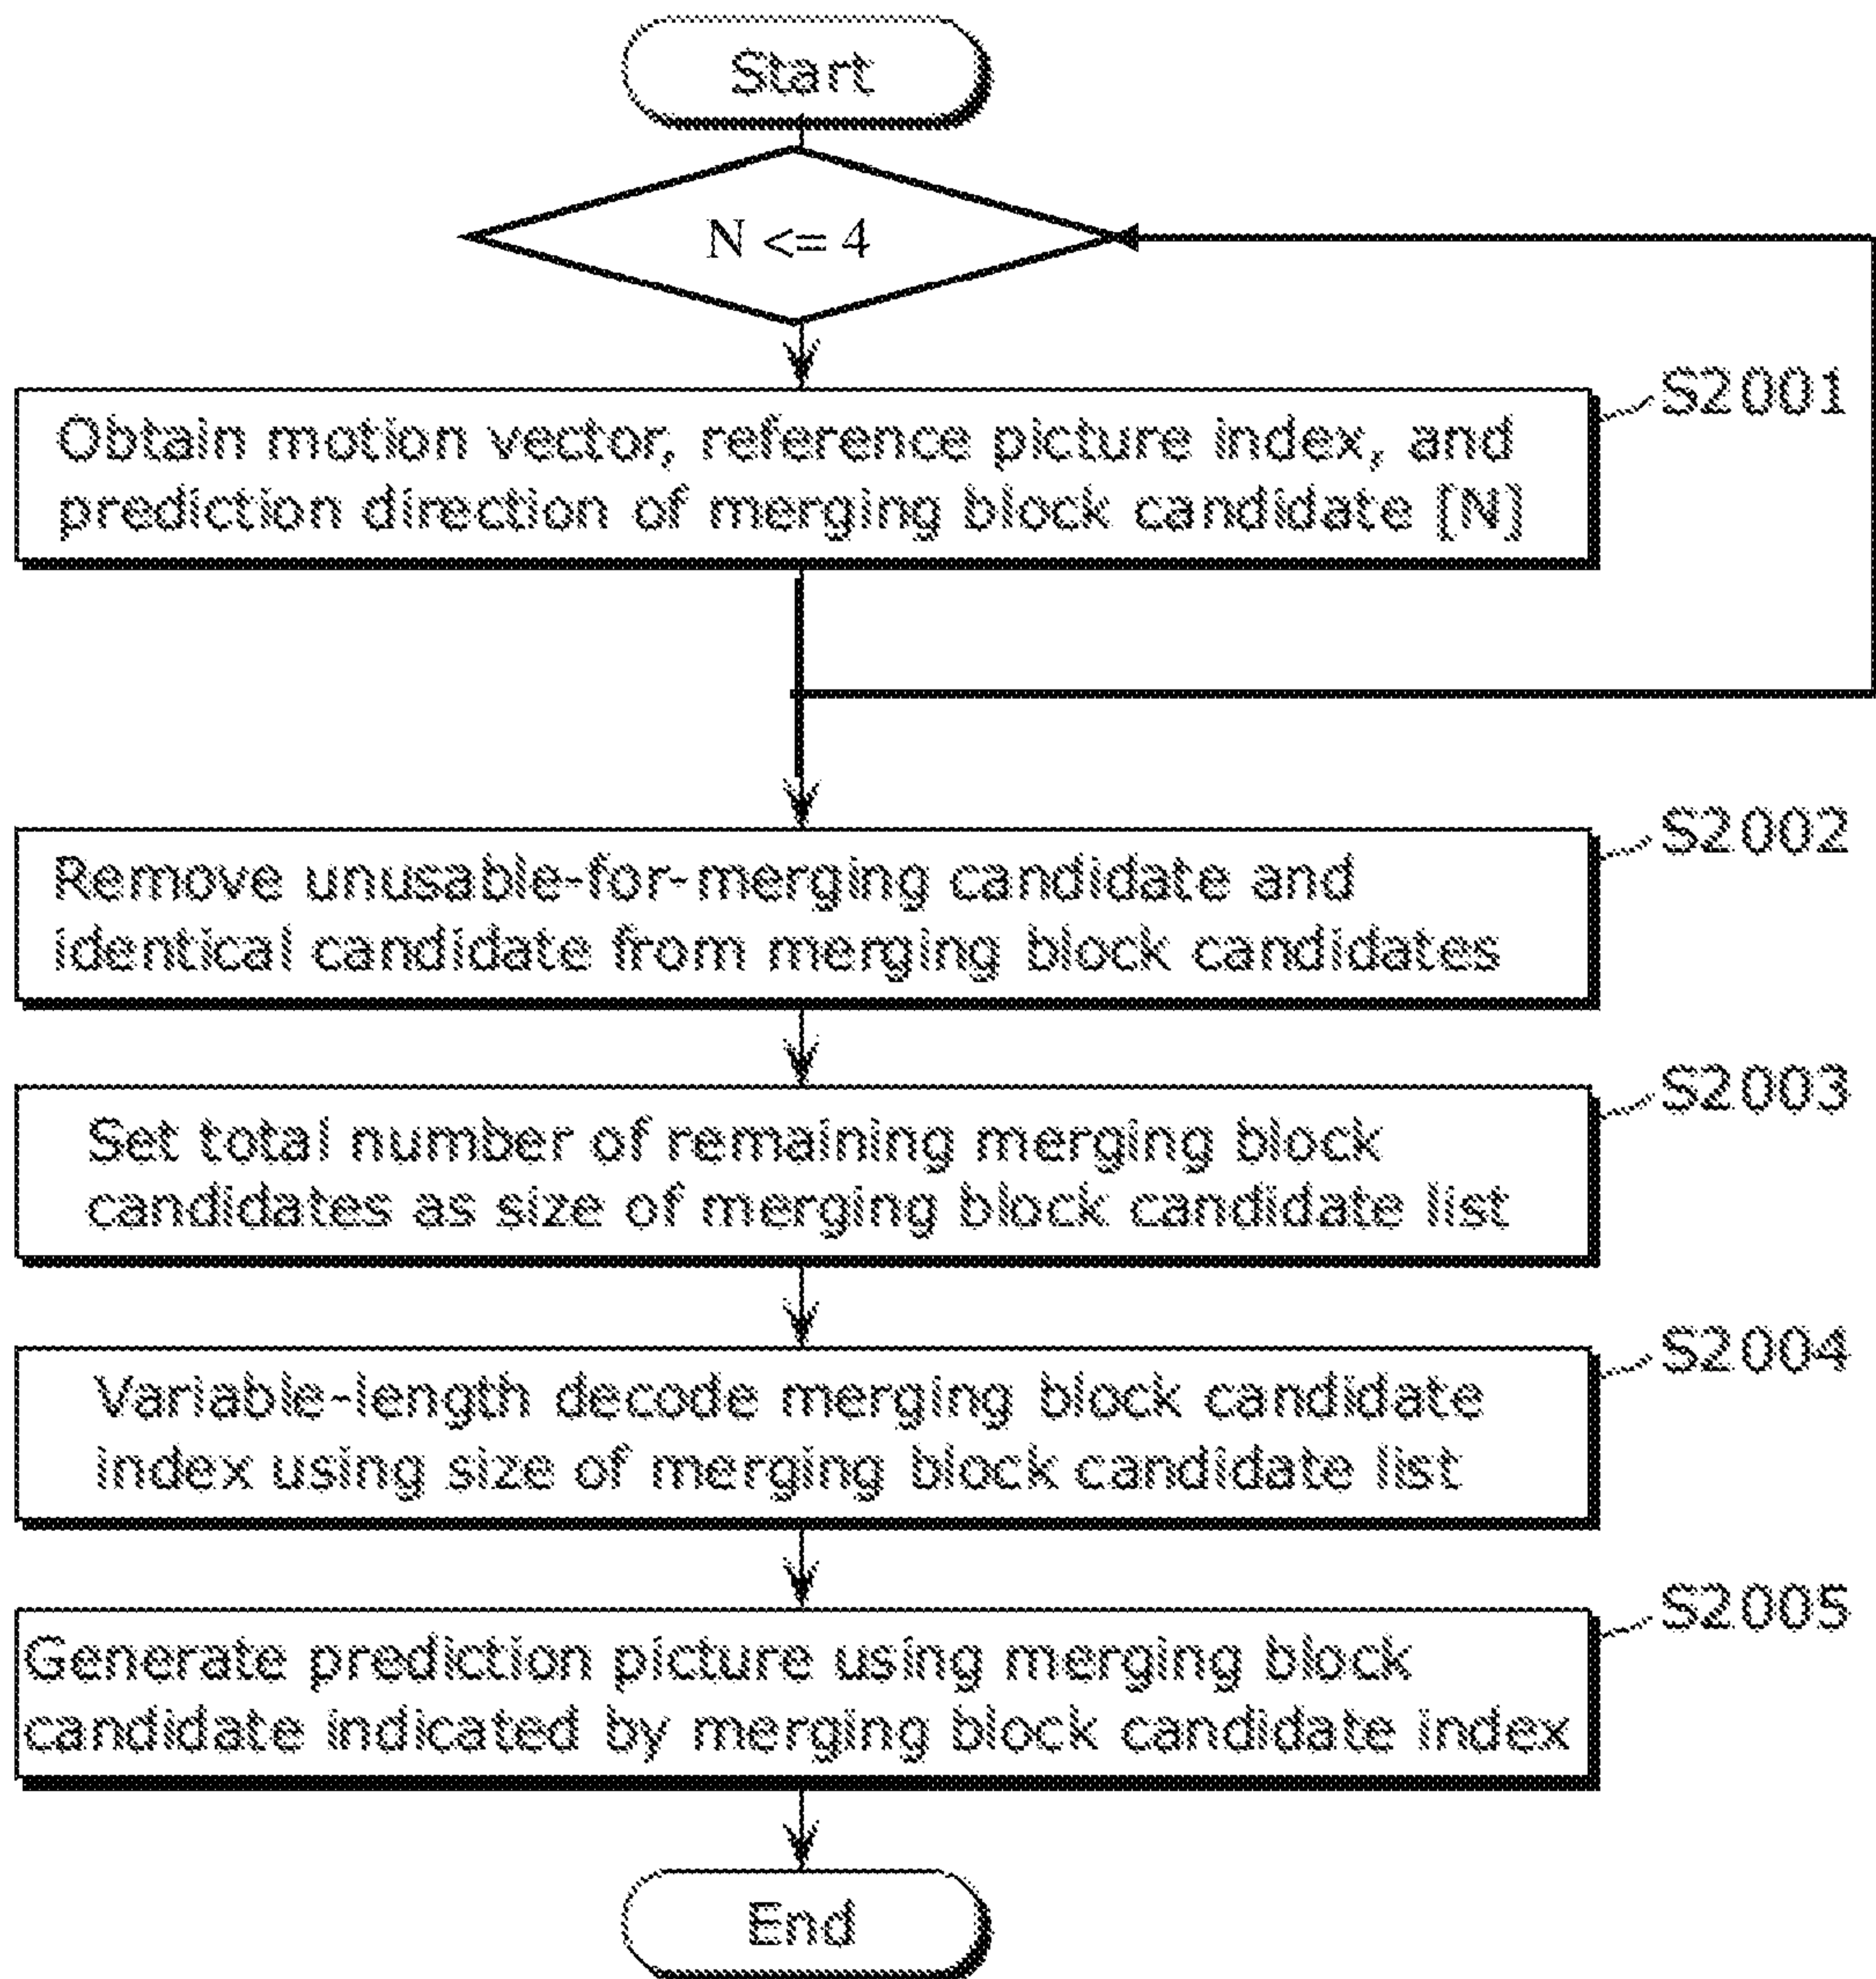 Start
N <= 4
S2001
Obtain motion vector, reference picture index, and
prediction direction of merging block candidate [N]
S2002
Remove unusable-for-merging candidate and
identical candidate from merging block candidates
S2003
Set total number of remaining merging block
candidates as size of merging block candidate list
S2004
Variable-length decode merging block candidate
index using size of merging block candidate list
S2005
Generate prediction picture using merging block
candidate indicated by merging block candidate index
End